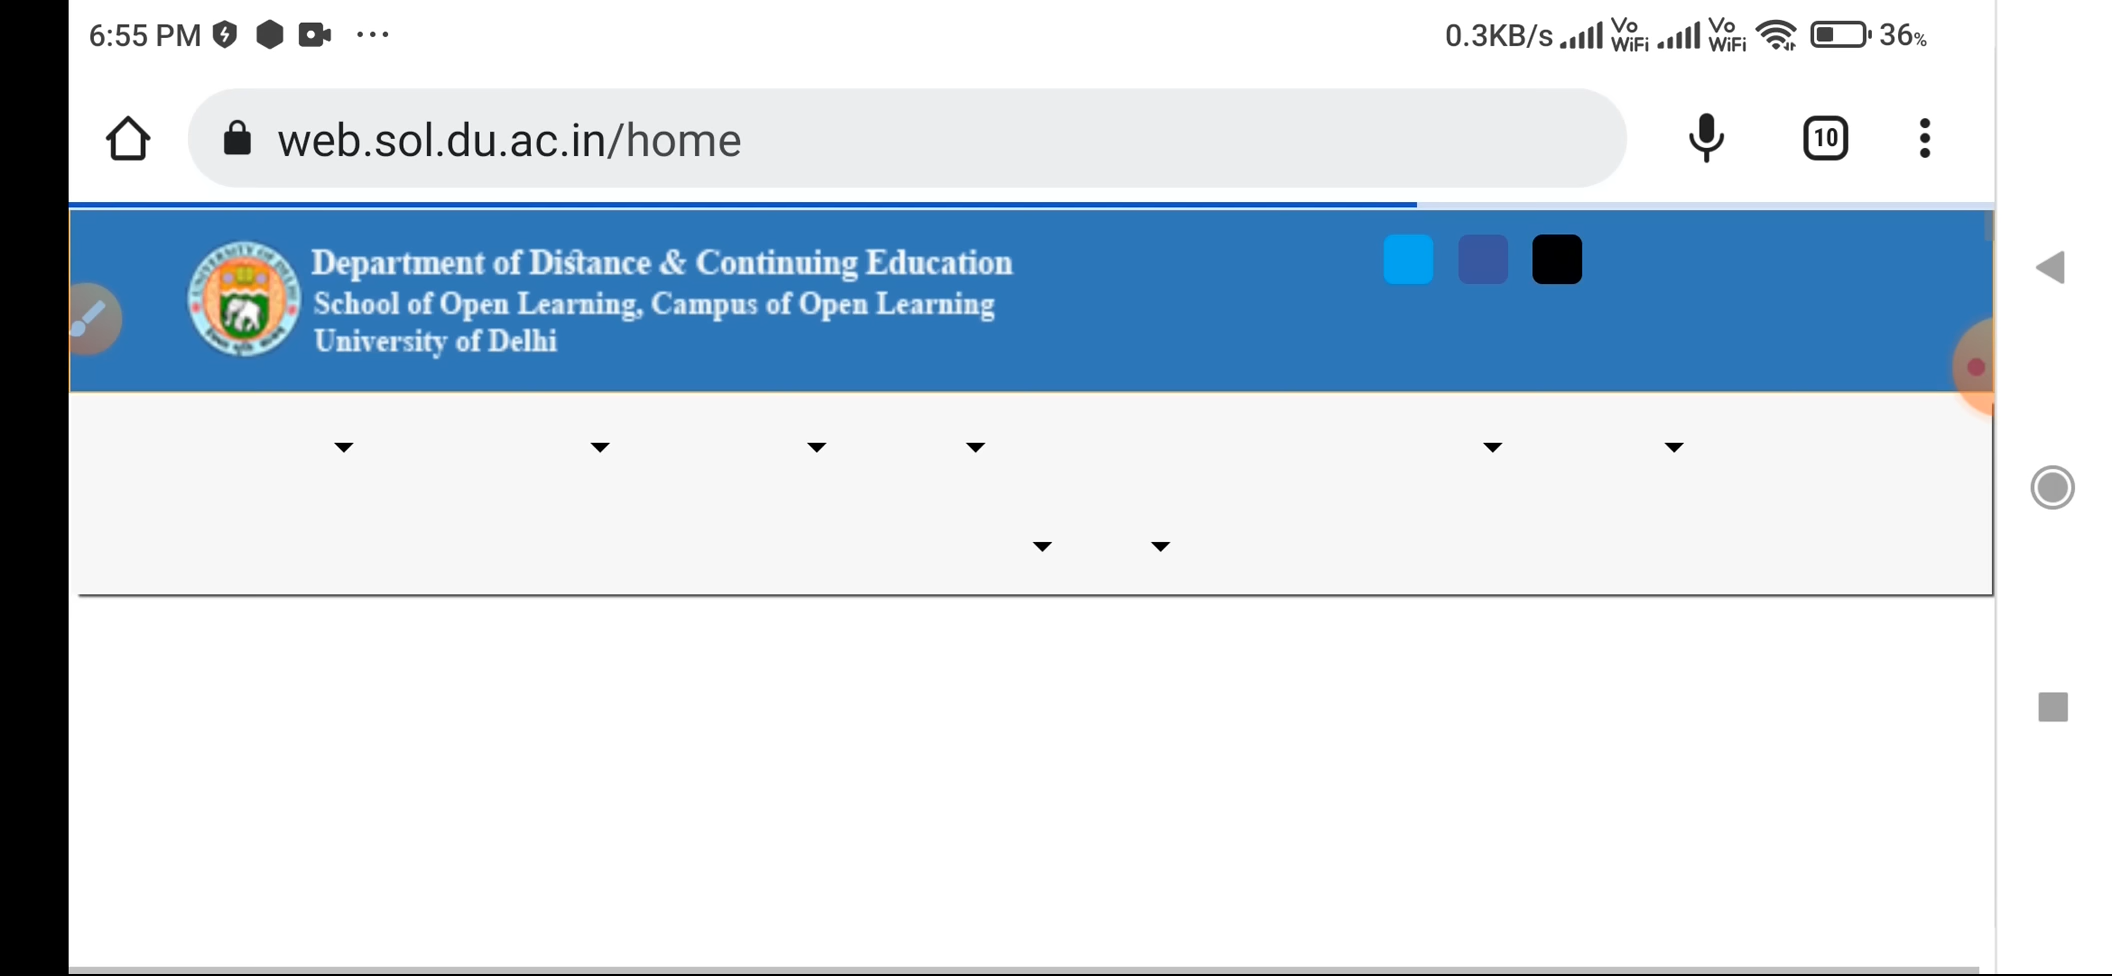 6:55 PM
0.3KB/s Vo WiFi Vo WiFi 36%
web.sol.du.ac.in/home
10
Department of Distance & Continuing Education
School of Open Learning, Campus of Open Learning
University of Delhi